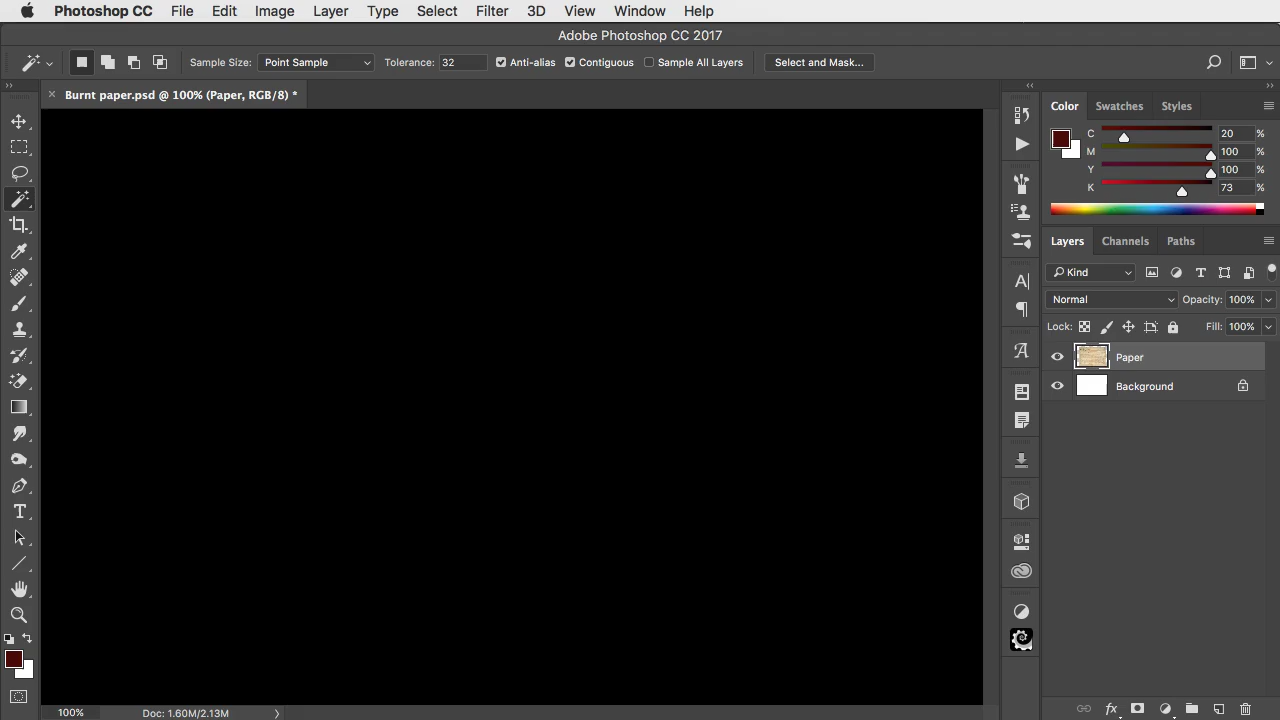 Photoshop CC File Edit Image Layer Type Select Filter 3D View Window Help
Adobe Photoshop CC 2017
Sample Size: Point Sample Tolerance: 32 Anti-alias Contiguous Sample All Layers Select and Mask...
Burnt paper.psd @ 100% (Paper, RGB/8) *
Color Swatches Styles
C 20 %
M 100 %
Y 100 %
K 73 %
Layers Channels Paths
Kind
Normal Opacity: 100%
Lock: Fill: 100%
Paper
Background
100% Doc: 1.60M/2.13M